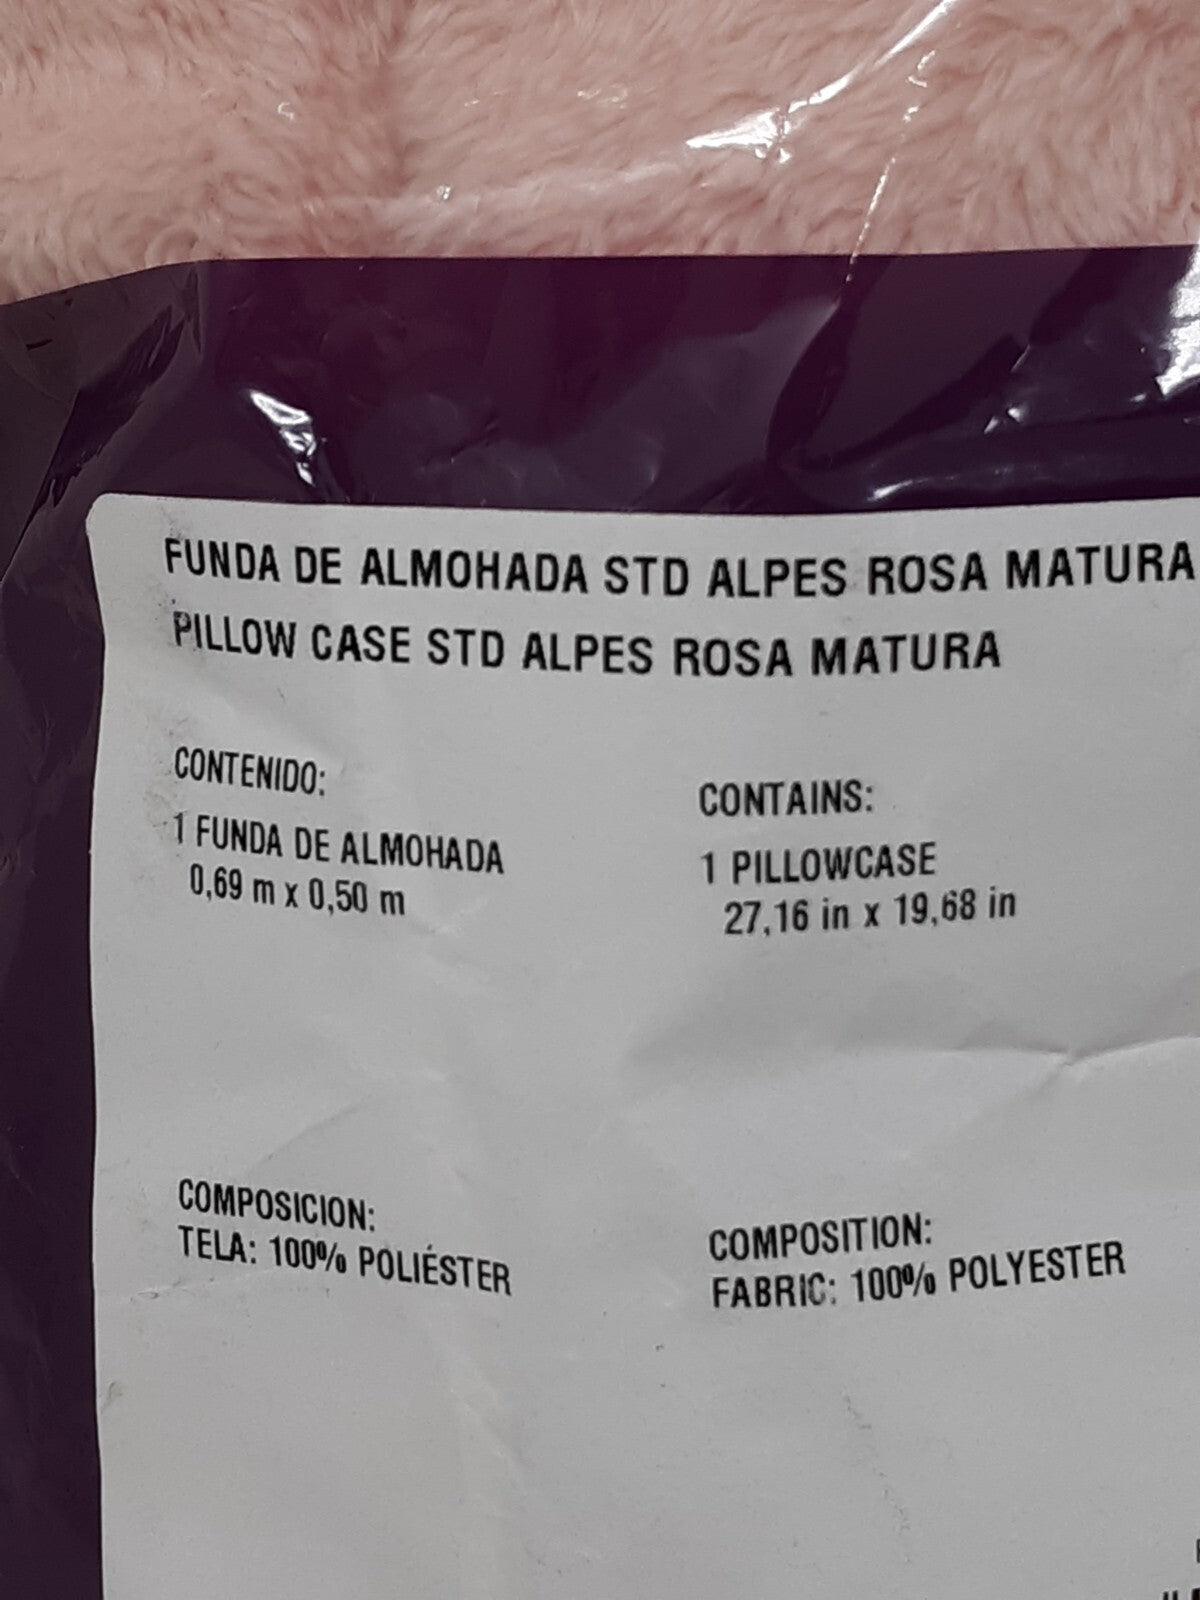 FUNDA DE ALMOHADA STD ALPES ROSA MATURA
PILLOW CASE STD ALPES ROSA MATURA
CONTENIDO:
1 FUNDA DE ALMOHADA
0,69 m x 0,50 m
CONTAINS:
1 PILLOWCASE
27,16 in x 19,68 in
COMPOSICION:
TELA: 100% POLIÉSTER
COMPOSITION:
FABRIC: 100% POLYESTER